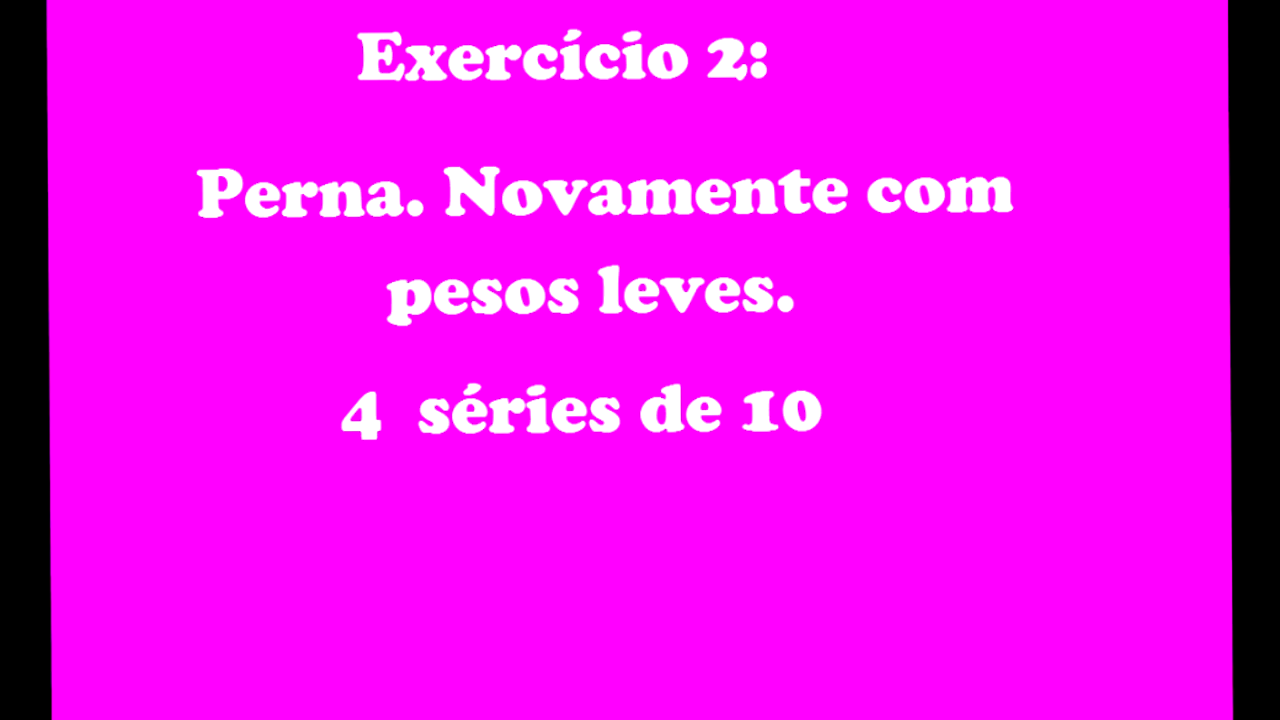 Exercício 2:
Perna. Novamente com
pesos leves.
4 séries de 10